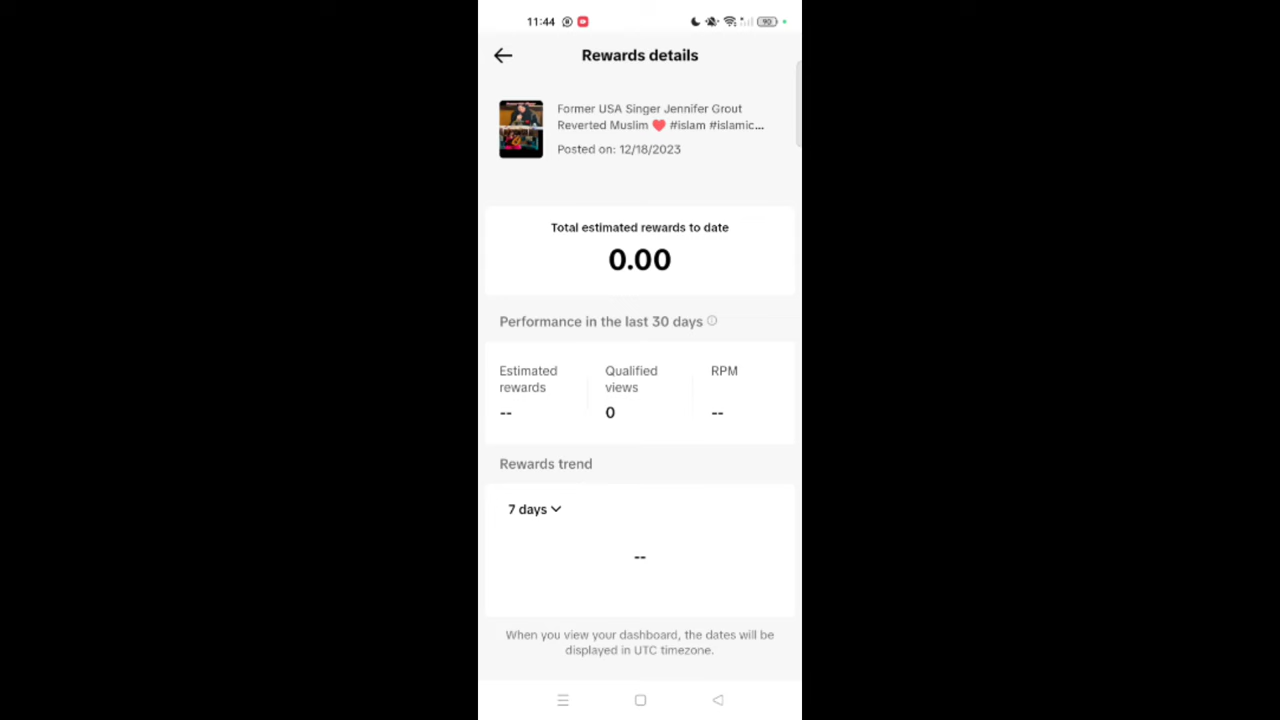 11:44
90
Rewards details
Former USA Singer Jennifer Grout
Reverted Muslim ❤️ #islam #islamic...
Posted on: 12/18/2023
Total estimated rewards to date
0.00
Performance in the last 30 days
Estimated rewards
Qualified views
RPM
--
0
--
Rewards trend
7 days
--
When you view your dashboard, the dates will be
displayed in UTC timezone.